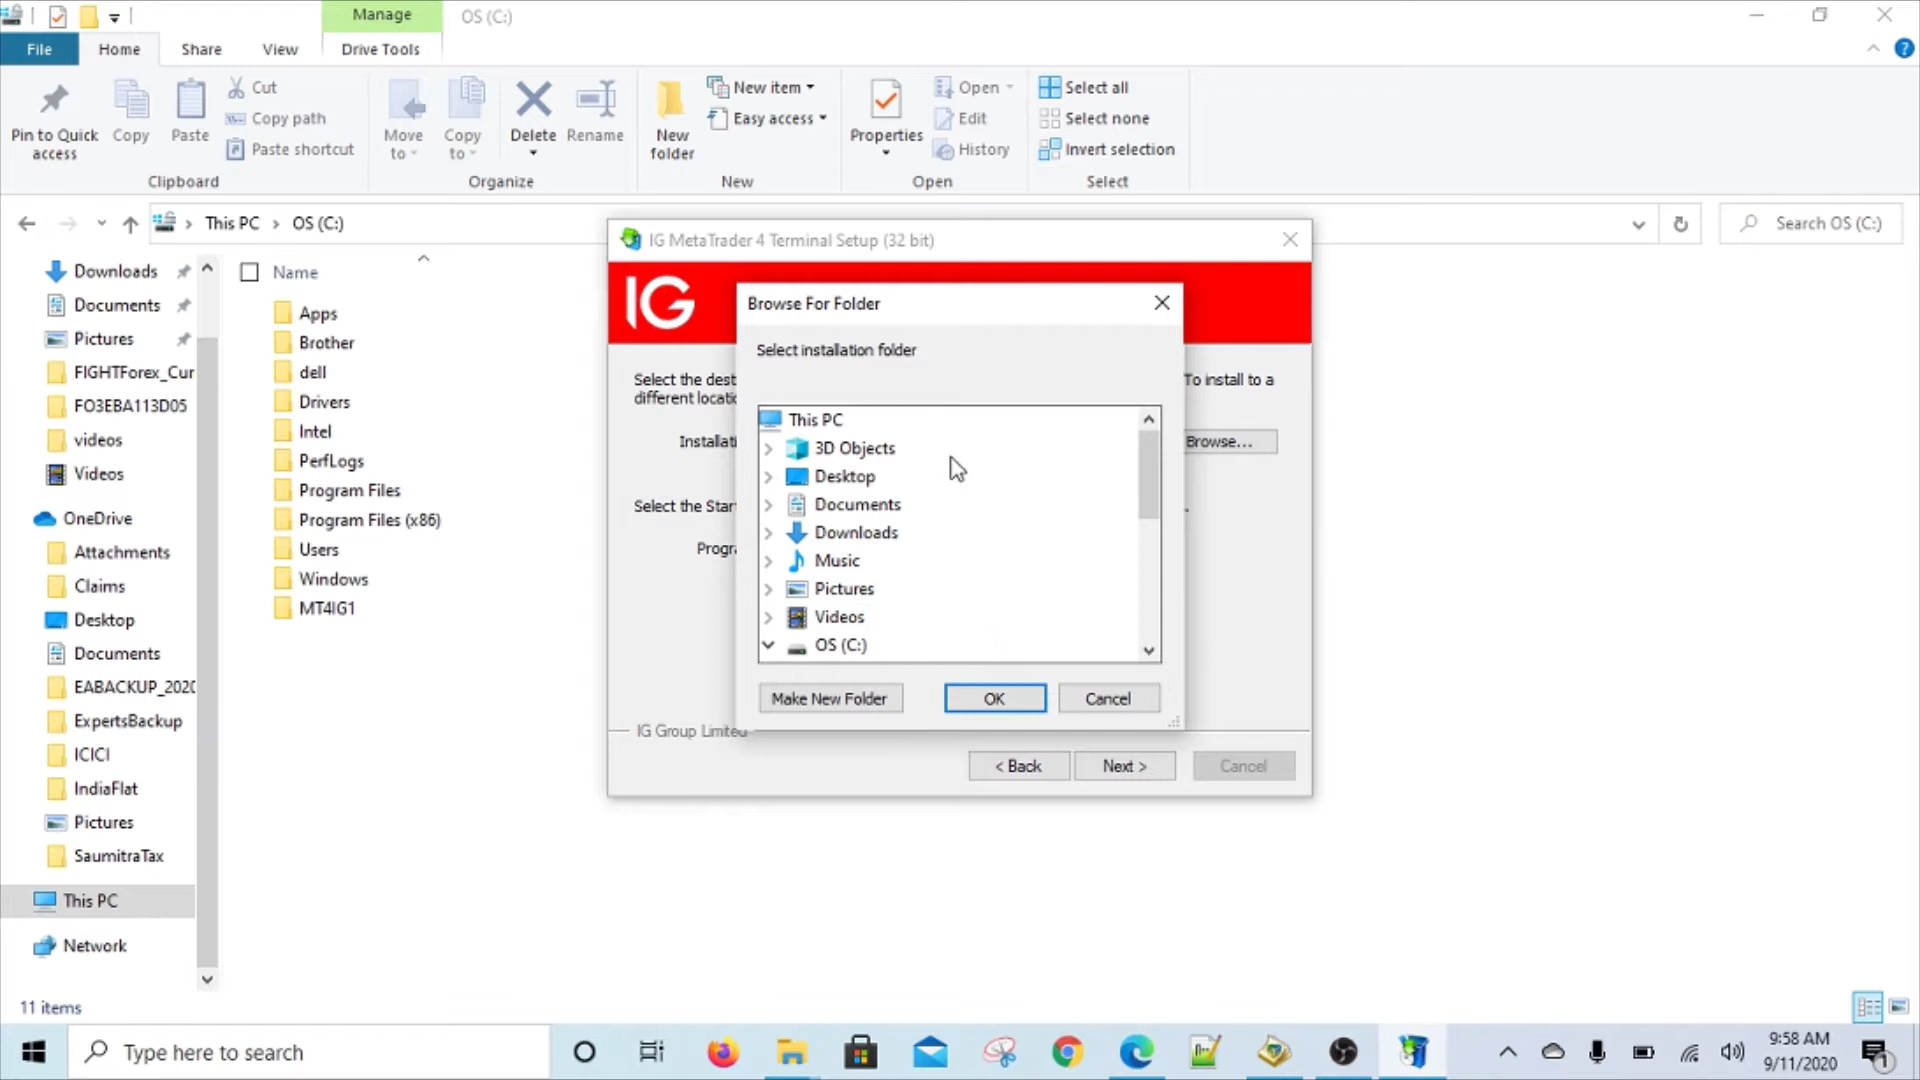 Manage
OS (C:)
File
Home
Share
View
Drive Tools
Pin to Quick access
Copy
Paste
Cut
Copy path
Paste shortcut
Clipboard
Move to
Copy to
Delete
Rename
Organize
New folder
New item
Easy access
New
Properties
Open
Edit
History
Open
Select all
Select none
Invert selection
Select
This PC > OS (C:)
Search OS (C:)
Downloads
Documents
Pictures
FIGHTForex_Cur
FO3EBA113D05
videos
Videos
OneDrive
Attachments
Claims
Desktop
Documents
EABACKUP_202
ExpertsBackup
ICICI
IndiaFlat
Pictures
SaumitraTax
This PC
Network
11 items
Name
Apps
Brother
dell
Drivers
Intel
PerfLogs
Program Files
Program Files (x86)
Users
Windows
MT4IG1
IG MetaTrader 4 Terminal Setup (32 bit)
IG
Select the dest
To install to a
different locatio
Installati
Browse...
Select the Star
Progra
IG Group Limited
< Back
Next >
Cancel
Browse For Folder
Select installation folder
This PC
3D Objects
Desktop
Documents
Downloads
Music
Pictures
Videos
OS (C:)
Make New Folder
OK
Cancel
Type here to search
9:58 AM
9/11/2020
1